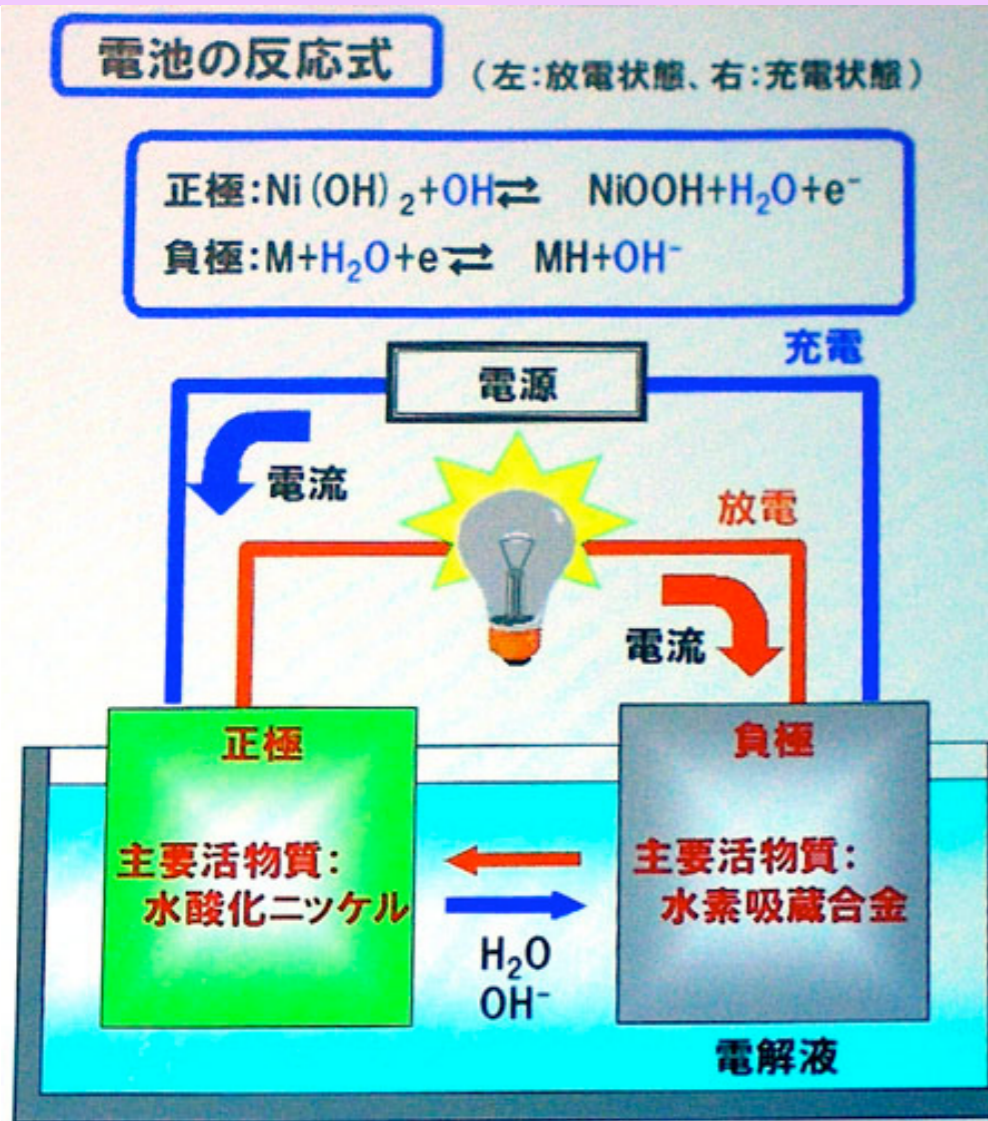 電池の反応式
(左:放電状態、右:充電状態)
正極:Ni(OH)₂+OH⇄ NiOOH+H₂O+e⁻
負極:M+H₂O+e⇄ MH+OH⁻
充電
電源
電流
放電
電流
正極
負極
主要活物質:
水酸化ニッケル
主要活物質:
水素吸蔵合金
H₂O
OH⁻
電解液